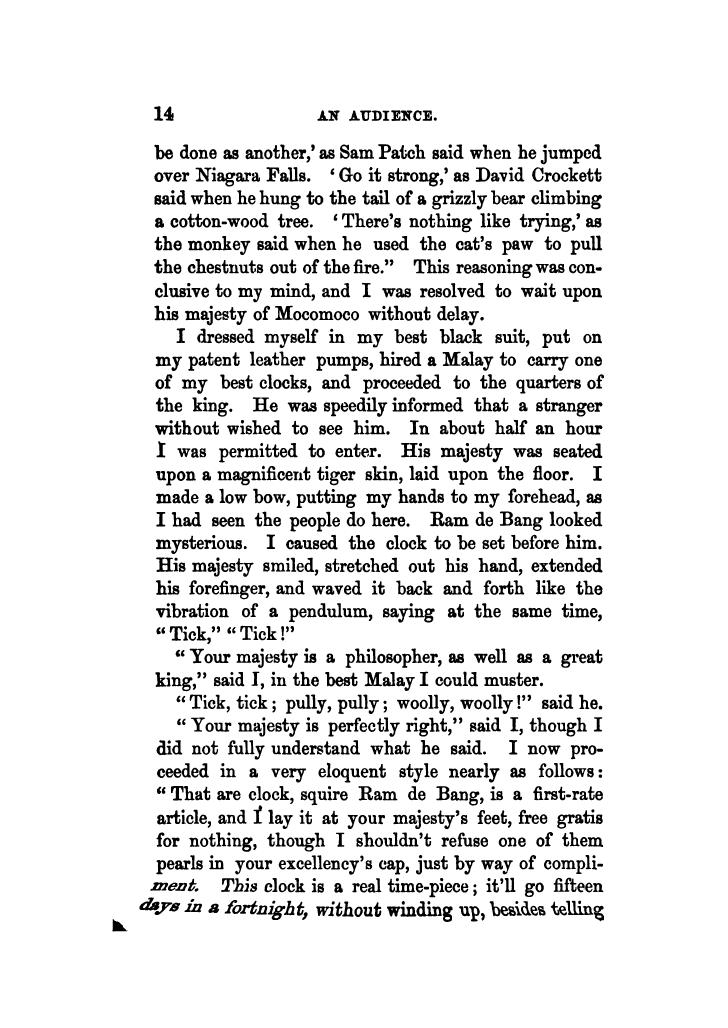 14 AN AUDIENCE.
be done as another,’ as Sam Patch said when he jumped
over Niagara Falls. ‘Go it strong,’ as David Crockett
said when he hung to the tail of a grizzly bear climbing
a cotton-wood tree. ‘There’s nothing like trying,’ as
the monkey said when he used the cat’s paw to pull
the chestnuts out of the fire.” This reasoning was con-
clusive to my mind, and I was resolved to wait upon
his majesty of Mocomoco without delay.
I dressed myself in my best black suit, put on
my patent leather pumps, hired a Malay to carry one
of my best clocks, and proceeded to the quarters of
the king. He was speedily informed that a stranger
without wished to see him. In about half an hour
I was permitted to enter. His majesty was seated
upon a magnificent tiger skin, laid upon the floor. I
made a low bow, putting my hands to my forehead, as
I had seen the people do here. Ram de Bang looked
mysterious. I caused the clock to be set before him.
His majesty smiled, stretched out his hand, extended
his forefinger, and waved it back and forth like the
vibration of a pendulum, saying at the same time,
“Tick,” “Tick!”
“Your majesty is a philosopher, as well as a great
king,” said I, in the best Malay I could muster.
“Tick, tick; pully, pully; woolly, woolly!” said he.
“Your majesty is perfectly right,” said I, though I
did not fully understand what he said. I now pro-
ceeded in a very eloquent style nearly as follows:
“That are clock, squire Ram de Bang, is a first-rate
article, and I lay it at your majesty’s feet, free gratis
for nothing, though I shouldn’t refuse one of them
pearls in your excellency’s cap, just by way of compli-
ment. This clock is a real time-piece; it’ll go fifteen
days in a fortnight, without winding up, besides telling